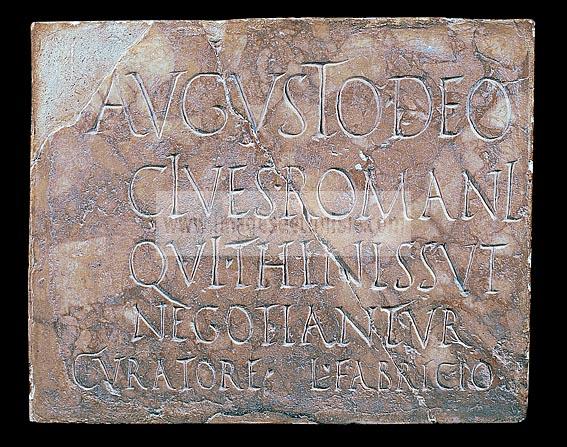 AVGVSTO DEO
CIVES·ROMANI
QVI·THINISSVT
NEGOTIANTVR
CVRATORE· L·FABRICIO